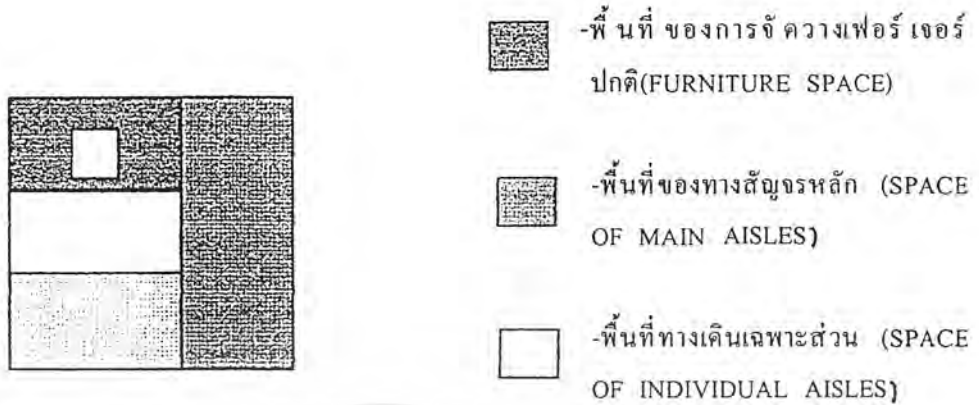 -พื้นที่ ของการจัดวางเฟอร์ เจอร์
ปกติ(FURNITURE SPACE)
-พื้นที่ของทางสัญจรหลัก (SPACE
OF MAIN AISLES)
-พื้นที่ทางเดินเฉพาะส่วน (SPACE
OF INDIVIDUAL AISLES)